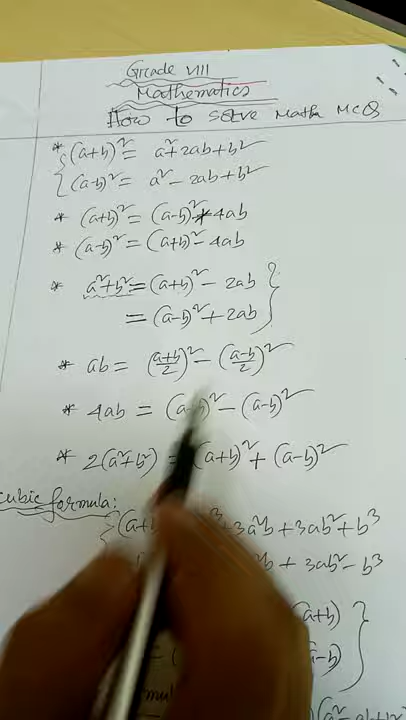 Grade VIII
Mathematics
How to solve Maths MCQ
* (a+b)² = a²+2ab+b²
(a-b)² = a²-2ab+b²
* (a+b)² = (a-b)²+4ab
* (a-b)² = (a+b)²-4ab
* a²+b² = (a+b)² - 2ab
= (a-b)² + 2ab
* ab = (a+b/2)² - (a-b/2)²
* 4ab = (a+b)² - (a-b)²
* 2(a²+b²) = (a+b)² + (a-b)²
cubic formula:
+3a²b + 3ab² + b³
+ 3ab² - b³
(a+b)
(a-b)